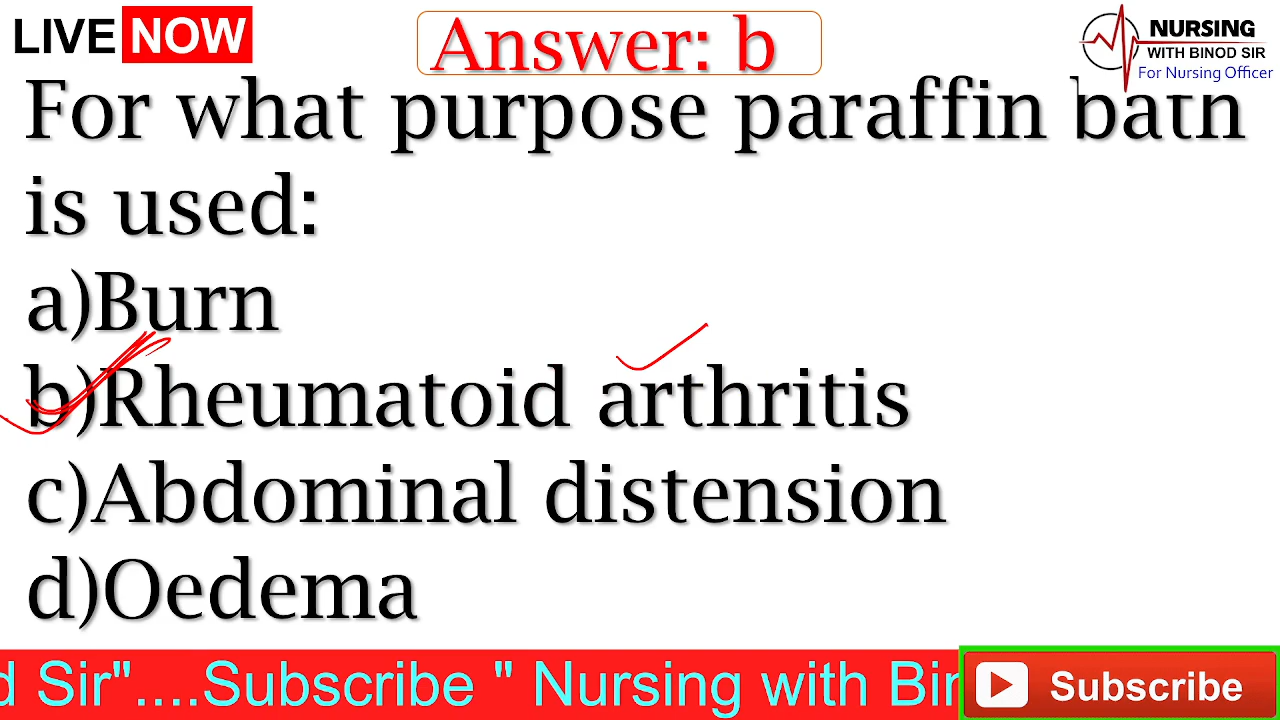 LIVE NOW
Answer: b
NURSING
WITH BINOD SIR
For Nursing Officer
For what purpose paraffin bath
is used:
a)Burn
b)Rheumatoid arthritis
c)Abdominal distension
d)Oedema
d Sir"....Subscribe " Nursing with Bin
Subscribe